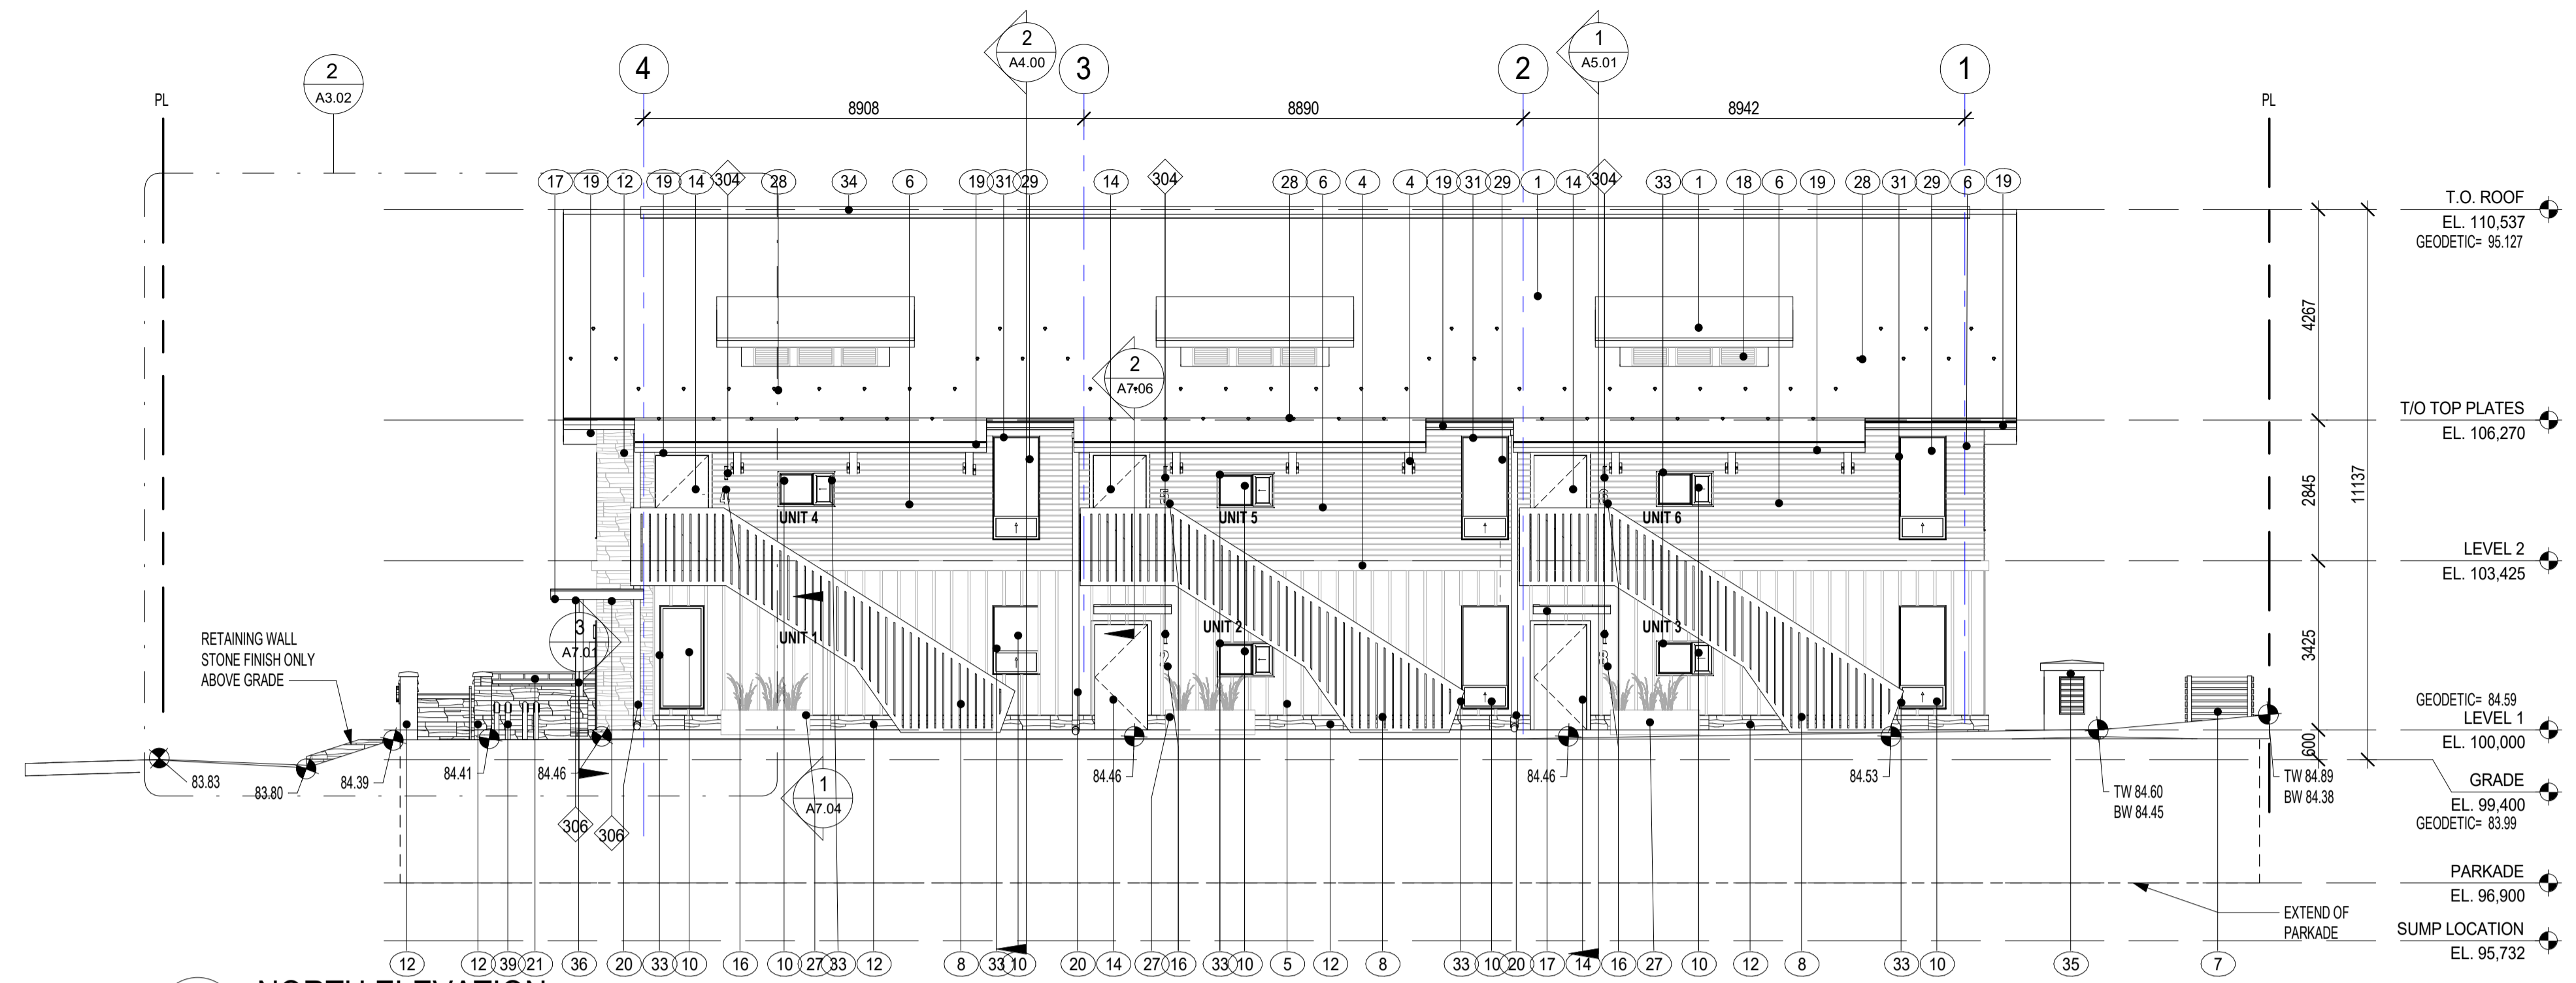 2
A4.00
1
A5.01
2
A3.02
4
3
2
1
PL
PL
8908
8890
8942
17
19
12
19
14
304
28
34
6
19
31
29
14
304
28
6
4
4
19
31
29
1
14
304
33
1
18
6
19
28
31
29
6
19
T.O. ROOF
EL. 110,537
GEODETIC= 95.127
4267
2
A7.06
T/O TOP PLATES
EL. 106,270
2845
11137
UNIT 4
UNIT 5
UNIT 6
LEVEL 2
EL. 103,425
3425
3
A7.01
UNIT 1
UNIT 2
UNIT 3
RETAINING WALL
STONE FINISH ONLY
ABOVE GRADE
GEODETIC= 84.59
LEVEL 1
EL. 100,000
600
83.83
83.80
84.39
84.41
84.46
84.46
84.46
84.53
TW 84.60
BW 84.45
TW 84.89
BW 84.38
GRADE
EL. 99,400
GEODETIC= 83.99
1
A7.04
306
306
PARKADE
EL. 96,900
EXTEND OF
PARKADE
SUMP LOCATION
EL. 95,732
12
12
39
21
36
20
33
10
16
10
27
33
12
8
33
10
20
14
27
16
33
10
5
12
8
33
10
20
17
14
16
27
10
12
8
33
10
35
7
NORTH ELEVATION